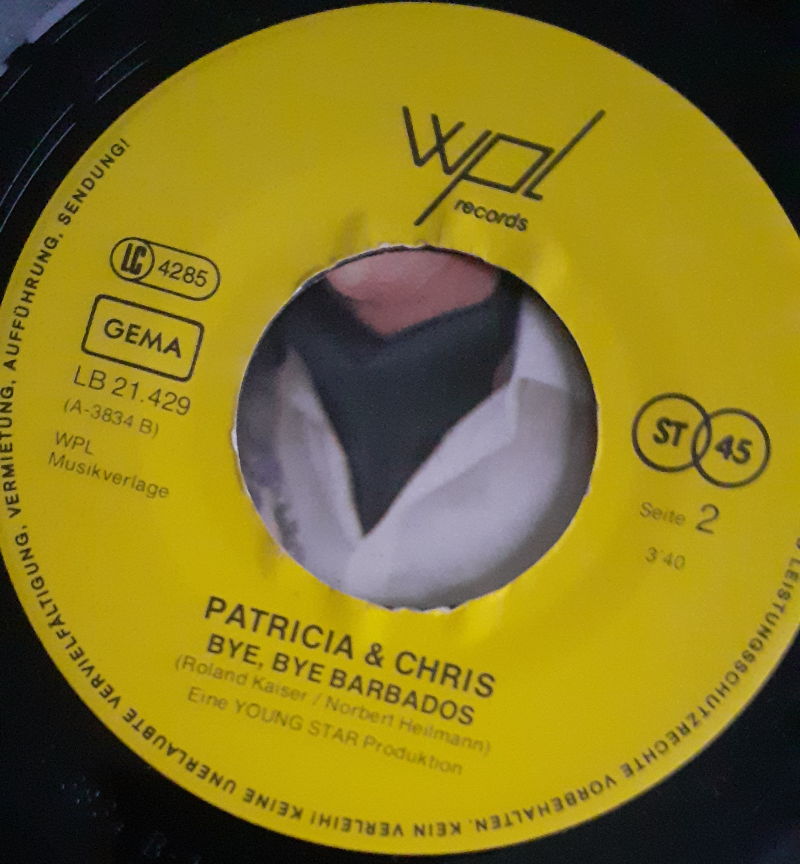 wpl
records
LC 4285
GEMA
LB 21.429
(A-3834 B)
WPL
Musikverlage
ST 45
Seite 2
3'40
PATRICIA & CHRIS
BYE, BYE BARBADOS
(Roland Kaiser / Norbert Heilmann)
Eine YOUNG STAR Produktion
LEISTUNGSSCHUTZRECHTE VORBEHALTEN. KEIN VERLEIH! KEINE UNERLAUBTE VERVIELFÄLTIGUNG, VERMIETUNG, AUFFÜHRUNG, SENDUNG!